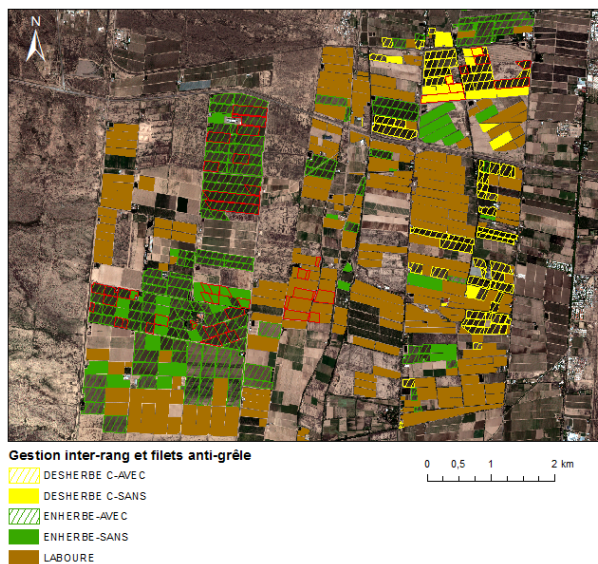 N
Gestion inter-rang et filets anti-grêle
DESHERBE C-AVEC
DESHERBE C-SANS
ENHERBE-AVEC
ENHERBE-SANS
LABOURE
0 0,5 1 2 km